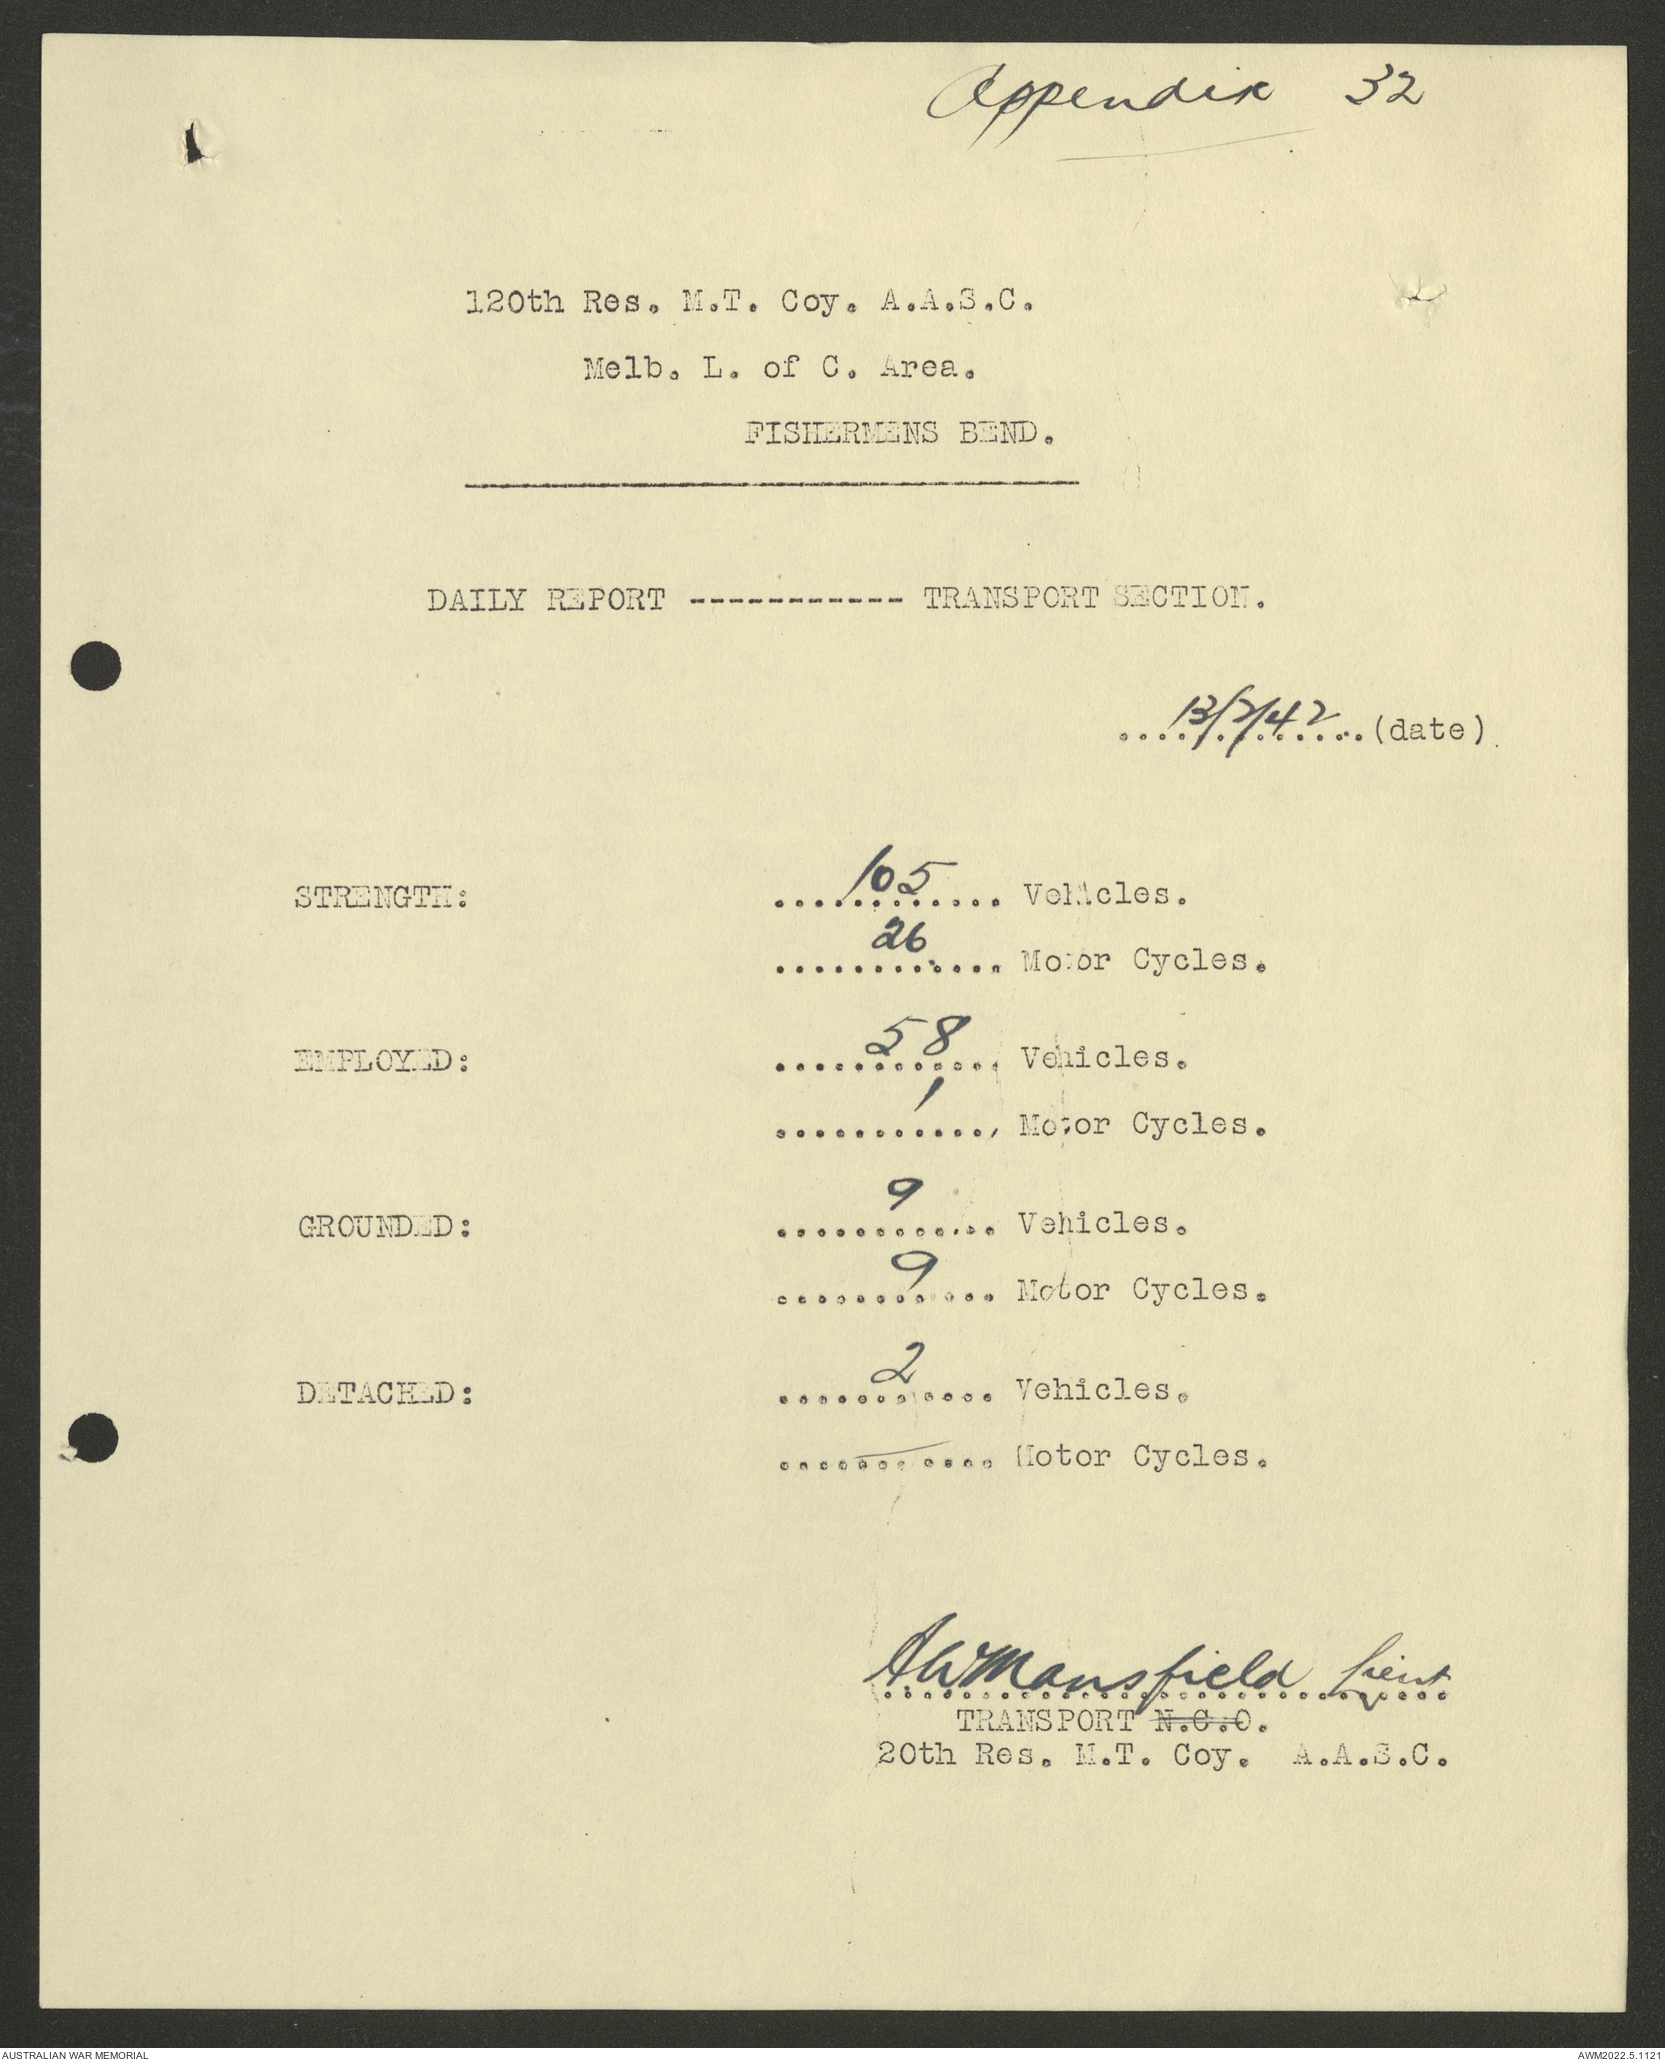 Appendix 32
120th Res. M.T. Coy. A.A.S.C.
Melb. L. of C. Area.
FISHERMENS BEND.
DAILY REPORT ----------- TRANSPORT SECTION.
13/7/42 (date)
STRENGTH: 105 Vehicles.
26 Motor Cycles.
EMPLOYED: 58 Vehicles.
1 Motor Cycles.
GROUNDED: 9 Vehicles.
9 Motor Cycles.
DETACHED: 2 Vehicles.
— Motor Cycles.
AWMansfield Lieut
TRANSPORT N.C.O.
20th Res. M.T. Coy. A.A.S.C.
AUSTRALIAN WAR MEMORIAL
AWM2022.5.1121